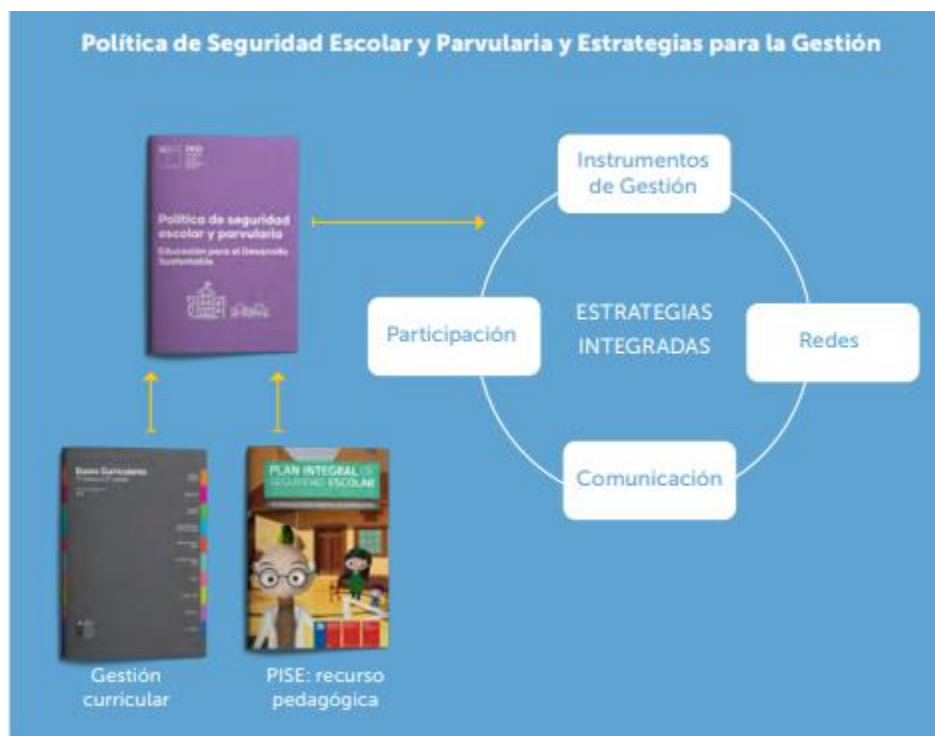 Política de Seguridad Escolar y Parvularia y Estrategias para la Gestión
Política de seguridad
escolar y parvularia
Educación para el Desarrollo
Sustentable
Instrumentos
de Gestión
Participación
ESTRATEGIAS
INTEGRADAS
Redes
Comunicación
Bases Curriculares
PLAN INTEGRAL DE
SEGURIDAD ESCOLAR
Gestión
curricular
PISE: recurso
pedagógica